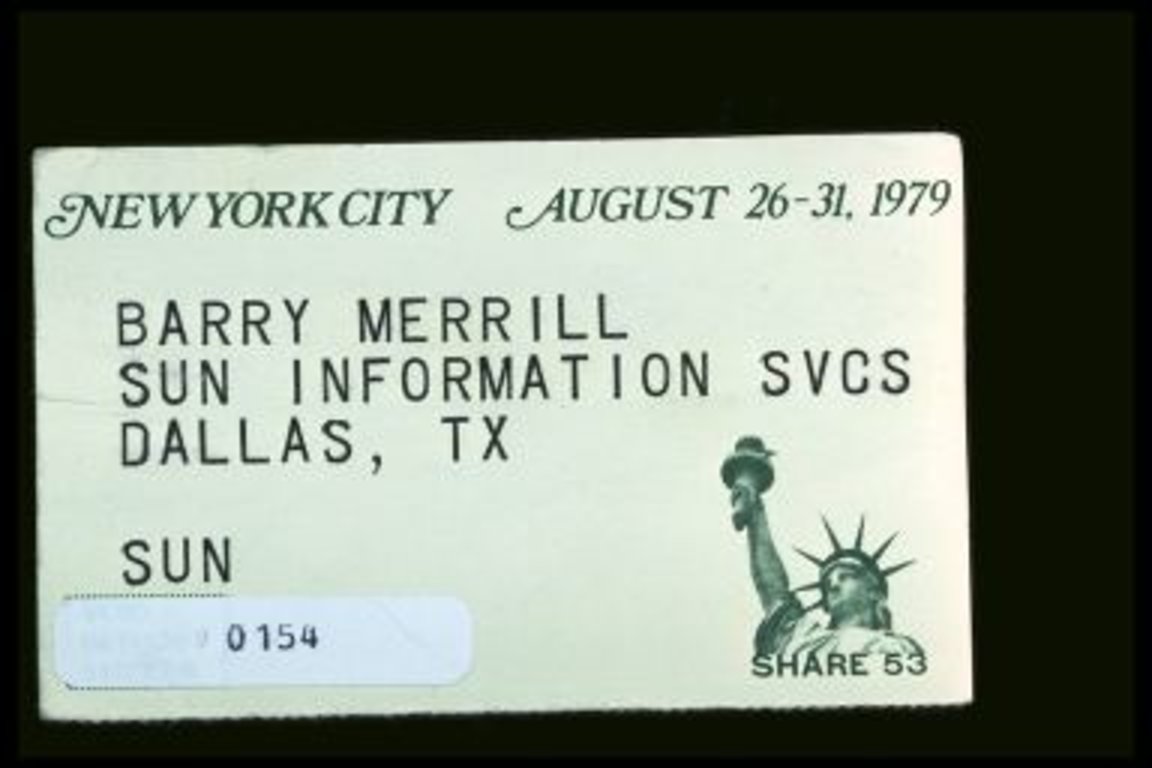 NEW YORK CITY AUGUST 26-31, 1979
BARRY MERRILL
SUN INFORMATION SVCS
DALLAS, TX
SUN
0154
SHARE 53